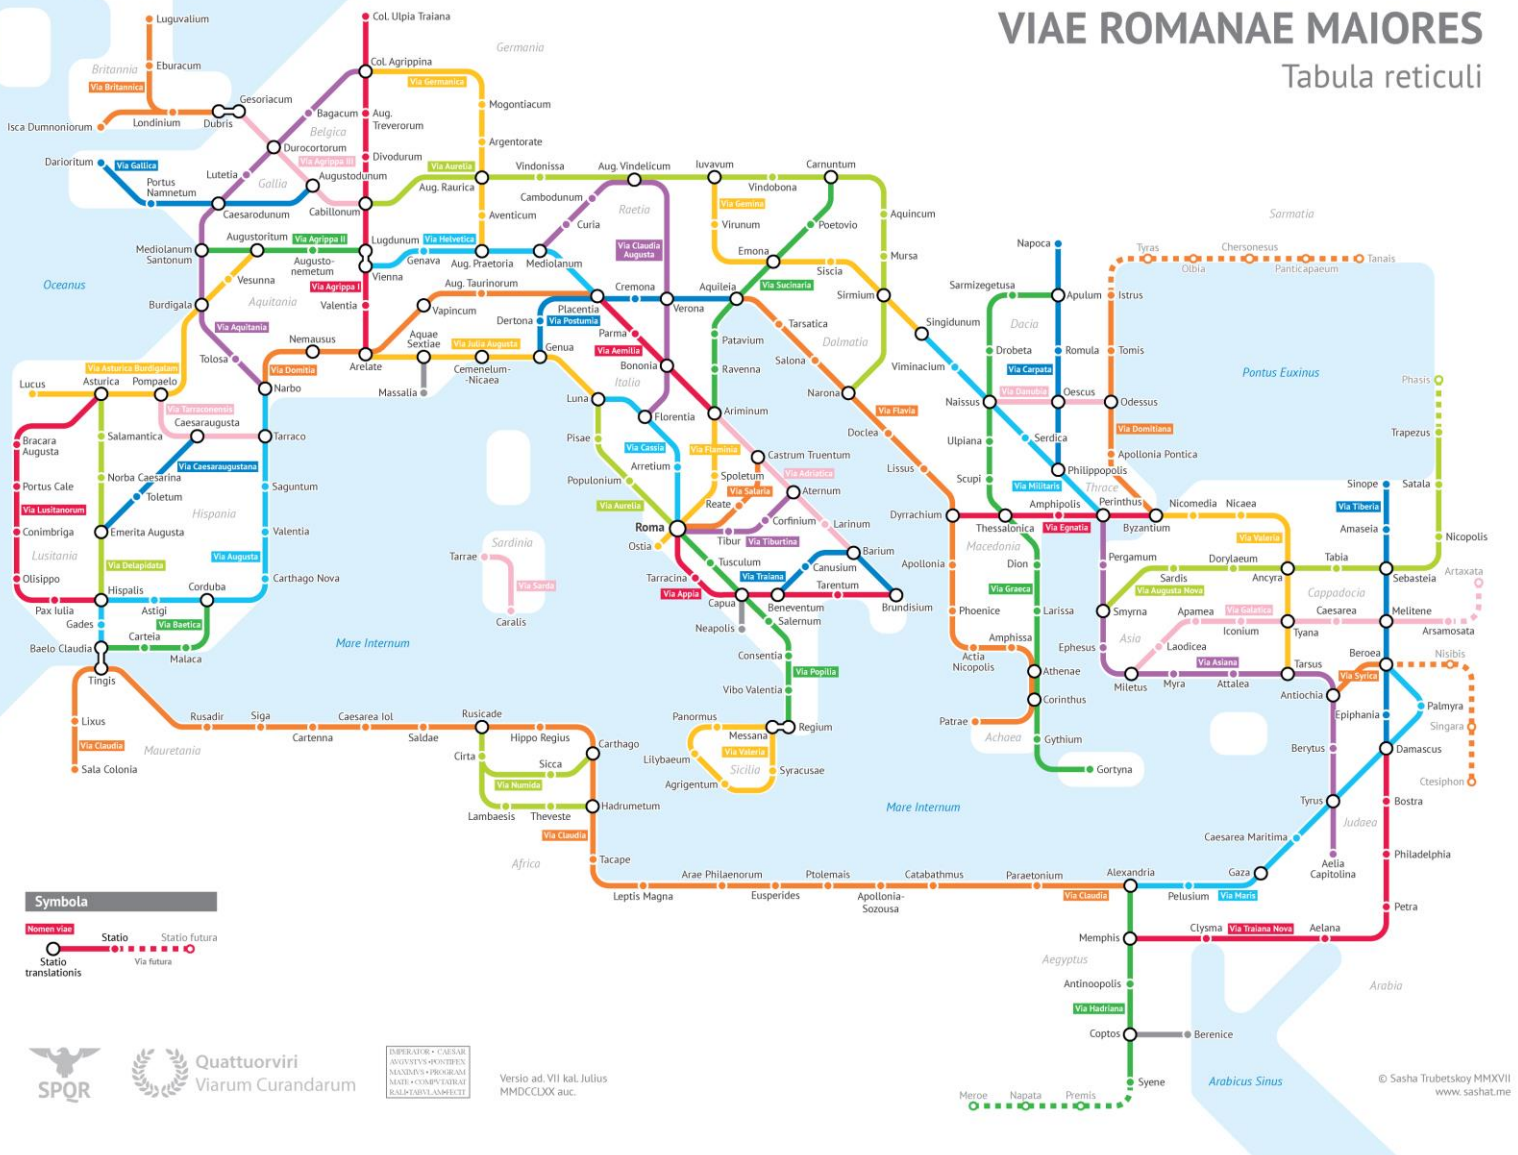 VIAE ROMANAE MAIORES
Tabula reticuli
Luguvalium
Col. Ulpia Traiana
Germania
Britannia
Eburacum
Col. Agrippina
Via Britannica
Via Germanica
Gesoriacum
Mogontiacum
Isca Dumnoniorum
Londinium
Dubris
Bagacum
Aug.
Treverorum
Belgica
Durocortorum
Argentorate
Darioritum
Via Gallica
Via Agrippa III
Divodurum
Via Aurelia
Vindonissa
Aug. Vindelicum
Iuvavum
Carnuntum
Lutetia
Gallia
Augustodunum
Aug. Raurica
Vindobona
Portus
Namnetum
Caesarodunum
Cabillonum
Cambodunum
Raetia
Via Gemina
Aventicum
Aquincum
Sarmatia
Curia
Virunum
Poetovio
Mediolanum
Santonum
Augustoritum
Via Agrippa II
Lugdunum
Via Helvetica
Via Claudia
Augusta
Emona
Mursa
Napoca
Tyras
Chersonesus
Augusto-
nemetum
Vienna
Genava
Aug. Praetoria
Mediolanum
Siscia
Olbia
Panticapaeum
Tanais
Oceanus
Vesunna
Via Agrippa I
Aug. Taurinorum
Cremona
Aquileia
Via Sucinaria
Sirmium
Sarmizegetusa
Apulum
Istrus
Burdigala
Aquitania
Valentia
Vapincum
Placentia
Verona
Dertona
Via Postumia
Tarsatica
Singidunum
Dacia
Via Aquitania
Nemausus
Aquae
Sextiae
Via Julia Augusta
Parma
Via Aemilia
Patavium
Dalmatia
Salona
Drobeta
Romula
Tomis
Tolosa
Arelate
Genua
Bononia
Ravenna
Viminacium
Via Carpata
Pontus Euxinus
Via Asturica Burdigalam
Via Domitia
Cemenelum-
-Nicaea
Italia
Lucus
Asturica
Pompaelo
Narbo
Massalia
Luna
Narona
Via Danubia
Oescus
Phasis
Via Tarraconensis
Florentia
Ariminum
Via Flavia
Naissus
Odessus
Caesaraugusta
Bracara
Augusta
Salamantica
Tarraco
Pisae
Via Cassia
Via Flaminia
Doclea
Ulpiana
Serdica
Via Domitiana
Trapezus
Castrum Truentum
Via Caesaraugustana
Arretium
Apollonia Pontica
Norba Caesarina
Populonium
Spoletum
Via Adriatica
Lissus
Scupi
Philippopolis
Portus Cale
Toletum
Saguntum
Via Salaria
Aternum
Via Militaris
Thrace
Sinope
Satala
Via Lusitanorum
Hispania
Via Aurelia
Reate
Dyrrachium
Amphipolis
Perinthus
Nicomedia
Nicaea
Via Tiberia
Conimbriga
Emerita Augusta
Valentia
Roma
Corfinium
Larinum
Thessalonica
Via Egnatia
Byzantium
Amaseia
Ostia
Tibur
Via Tiburtina
Via Valeria
Nicopolis
Lusitania
Via Delapidata
Via Augusta
Tarrae
Sardinia
Tusculum
Barium
Apollonia
Macedonia
Dion
Pergamum
Dorylaeum
Tabia
Canusium
Sardis
Ancyra
Sebasteia
Artaxata
Olisippo
Hispalis
Corduba
Carthago Nova
Via Sarda
Tarracina
Via Traiana
Tarentum
Via Graeca
Via Augusta Nova
Cappadocia
Via Appia
Capua
Beneventum
Brundisium
Pax Iulia
Astigi
Via Baetica
Gades
Caralis
Neapolis
Salernum
Phoenice
Larissa
Smyrna
Apamea
Via Galatica
Caesarea
Melitene
Iconium
Tyana
Arsamosata
Baelo Claudia
Carteia
Malaca
Mare Internum
Consentia
Via Popilia
Amphissa
Asia
Ephesus
Laodicea
Beroea
Nisibis
Tingis
Vibo Valentia
Actia
Nicopolis
Athenae
Via Asiana
Miletus
Myra
Attalea
Tarsus
Via Syrica
Antiochia
Lixus
Rusadir
Siga
Cartenna
Caesarea Iol
Saldae
Rusicade
Hippo Regius
Panormus
Messana
Regium
Patrae
Corinthus
Epiphania
Palmyra
Singara
Via Claudia
Mauretania
Cirta
Sicca
Carthago
Lilybaeum
Via Valeria
Achaea
Gythium
Berytus
Damascus
Sala Colonia
Via Numida
Sicilia
Syracusae
Agrigentum
Gortyna
Ctesiphon
Lambaesis
Theveste
Hadrumetum
Mare Internum
Tyrus
Bostra
Via Claudia
Judaea
Caesarea Maritima
Africa
Tacape
Aelia
Capitolina
Philadelphia
Leptis Magna
Arae Philaenorum
Eusperides
Ptolemais
Apollonia-
Sozousa
Catabathmus
Paraetonium
Via Claudia
Alexandria
Pelusium
Via Maris
Gaza
Petra
Symbola
Nomen viae
Statio
Statio futura
Statio
translationis
Via futura
Memphis
Clysma
Via Traiana Nova
Aelana
Aegyptus
Antinoopolis
Arabia
Via Hadriana
Coptos
Berenice
Syene
Arabicus Sinus
Meroe
Napata
Premis
SPQR
Quattuorviri
Viarum Curandarum
IMPERATOR • CAESAR
AVGVSTVS • PONTIFEX
MAXIMVS • PROGRAM
MATE • COMPVTATRAT
RALI • TABVLAM • FECIT
Versio ad. VII kal. Julius
MMDCCLXX auc.
© Sasha Trubetskoy MMXVII
www. sashat.me